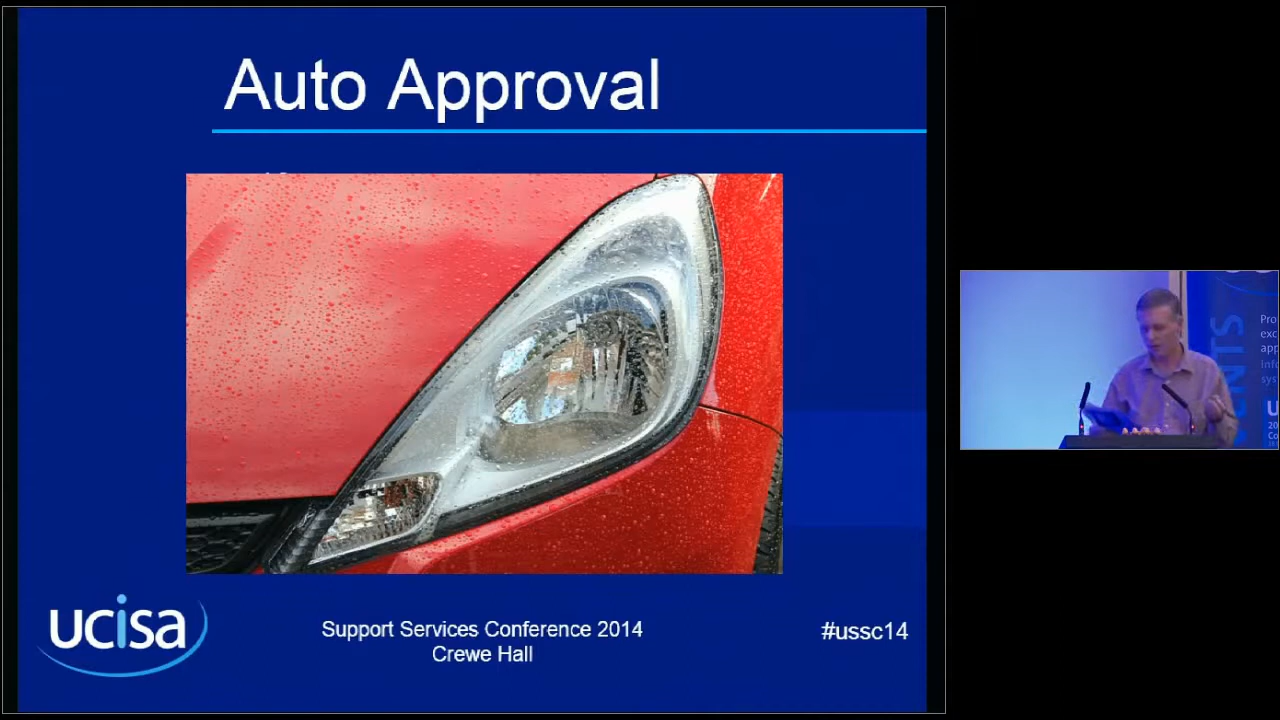 Auto Approval
ucisa
Support Services Conference 2014
Crewe Hall
#ussc14